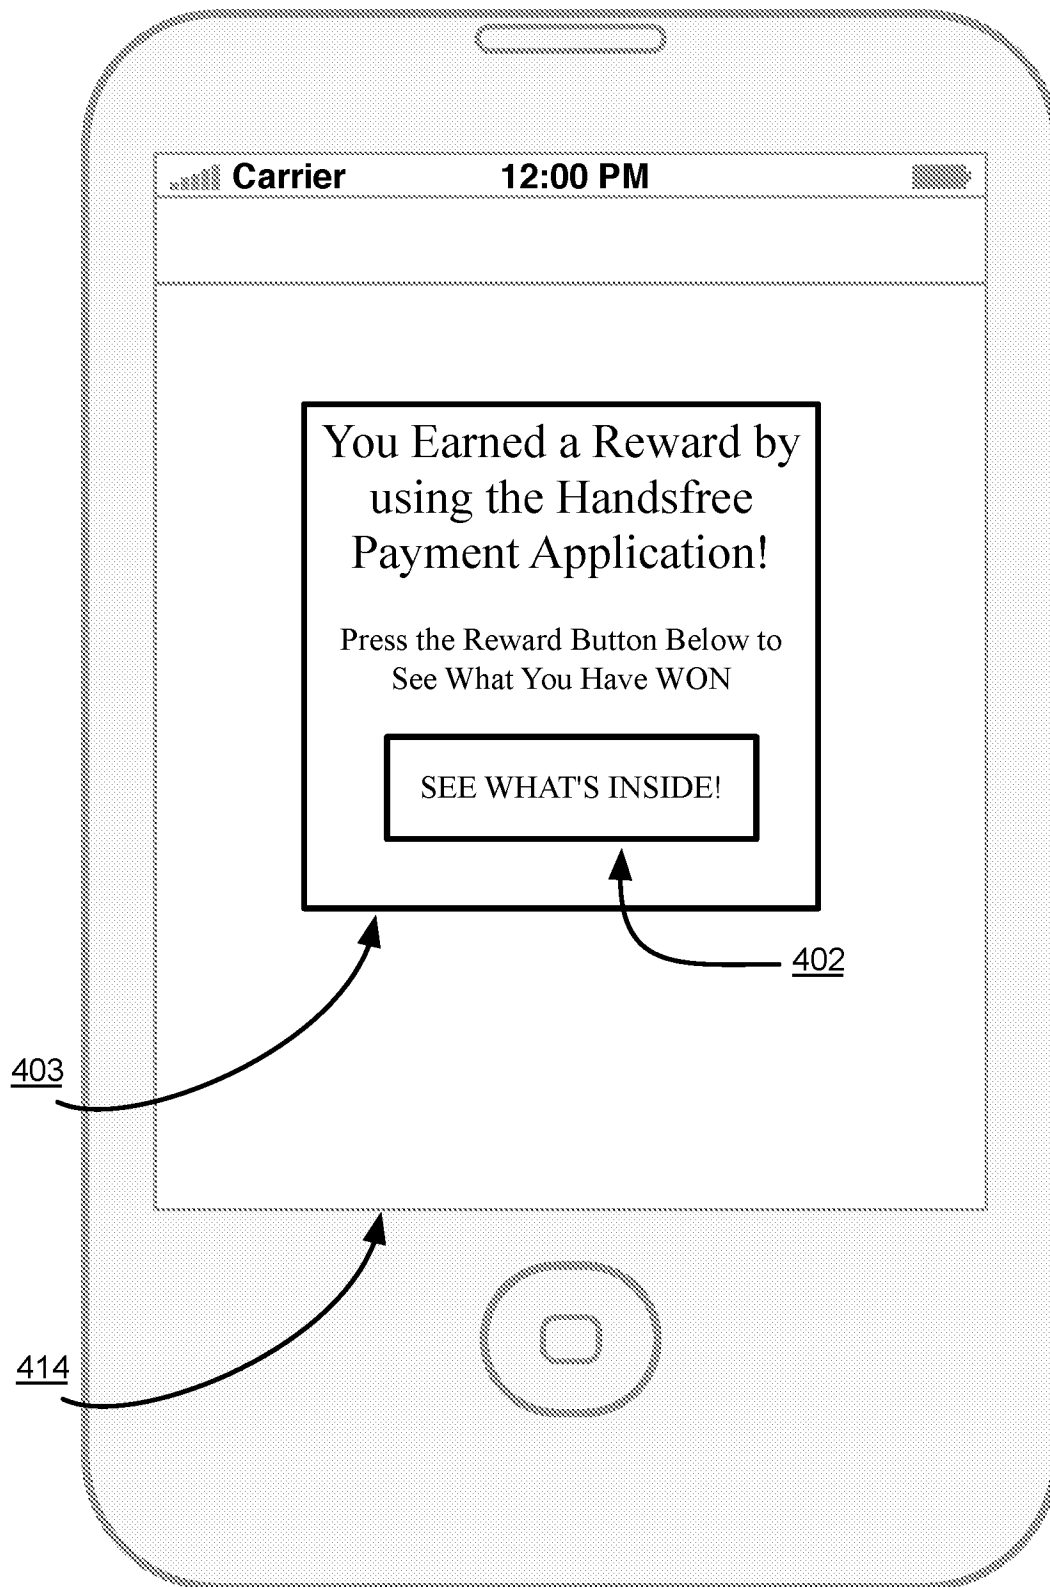 Carrier 12:00 PM
You Earned a Reward by
using the Handsfree
Payment Application!
Press the Reward Button Below to
See What You Have WON
SEE WHAT'S INSIDE!
402
403
414